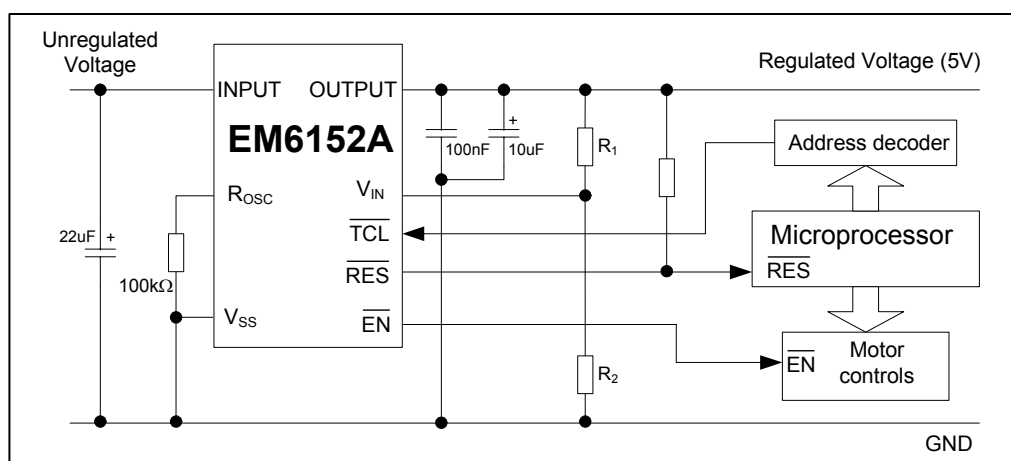 Unregulated
Voltage
Regulated Voltage (5V)
INPUT OUTPUT
EM6152A
100nF
+
10uF
R1
Address decoder
ROSC
VIN
TCL
Microprocessor
RES
22uF
+
100kΩ
RES
VSS
EN
R2
EN
Motor
controls
GND